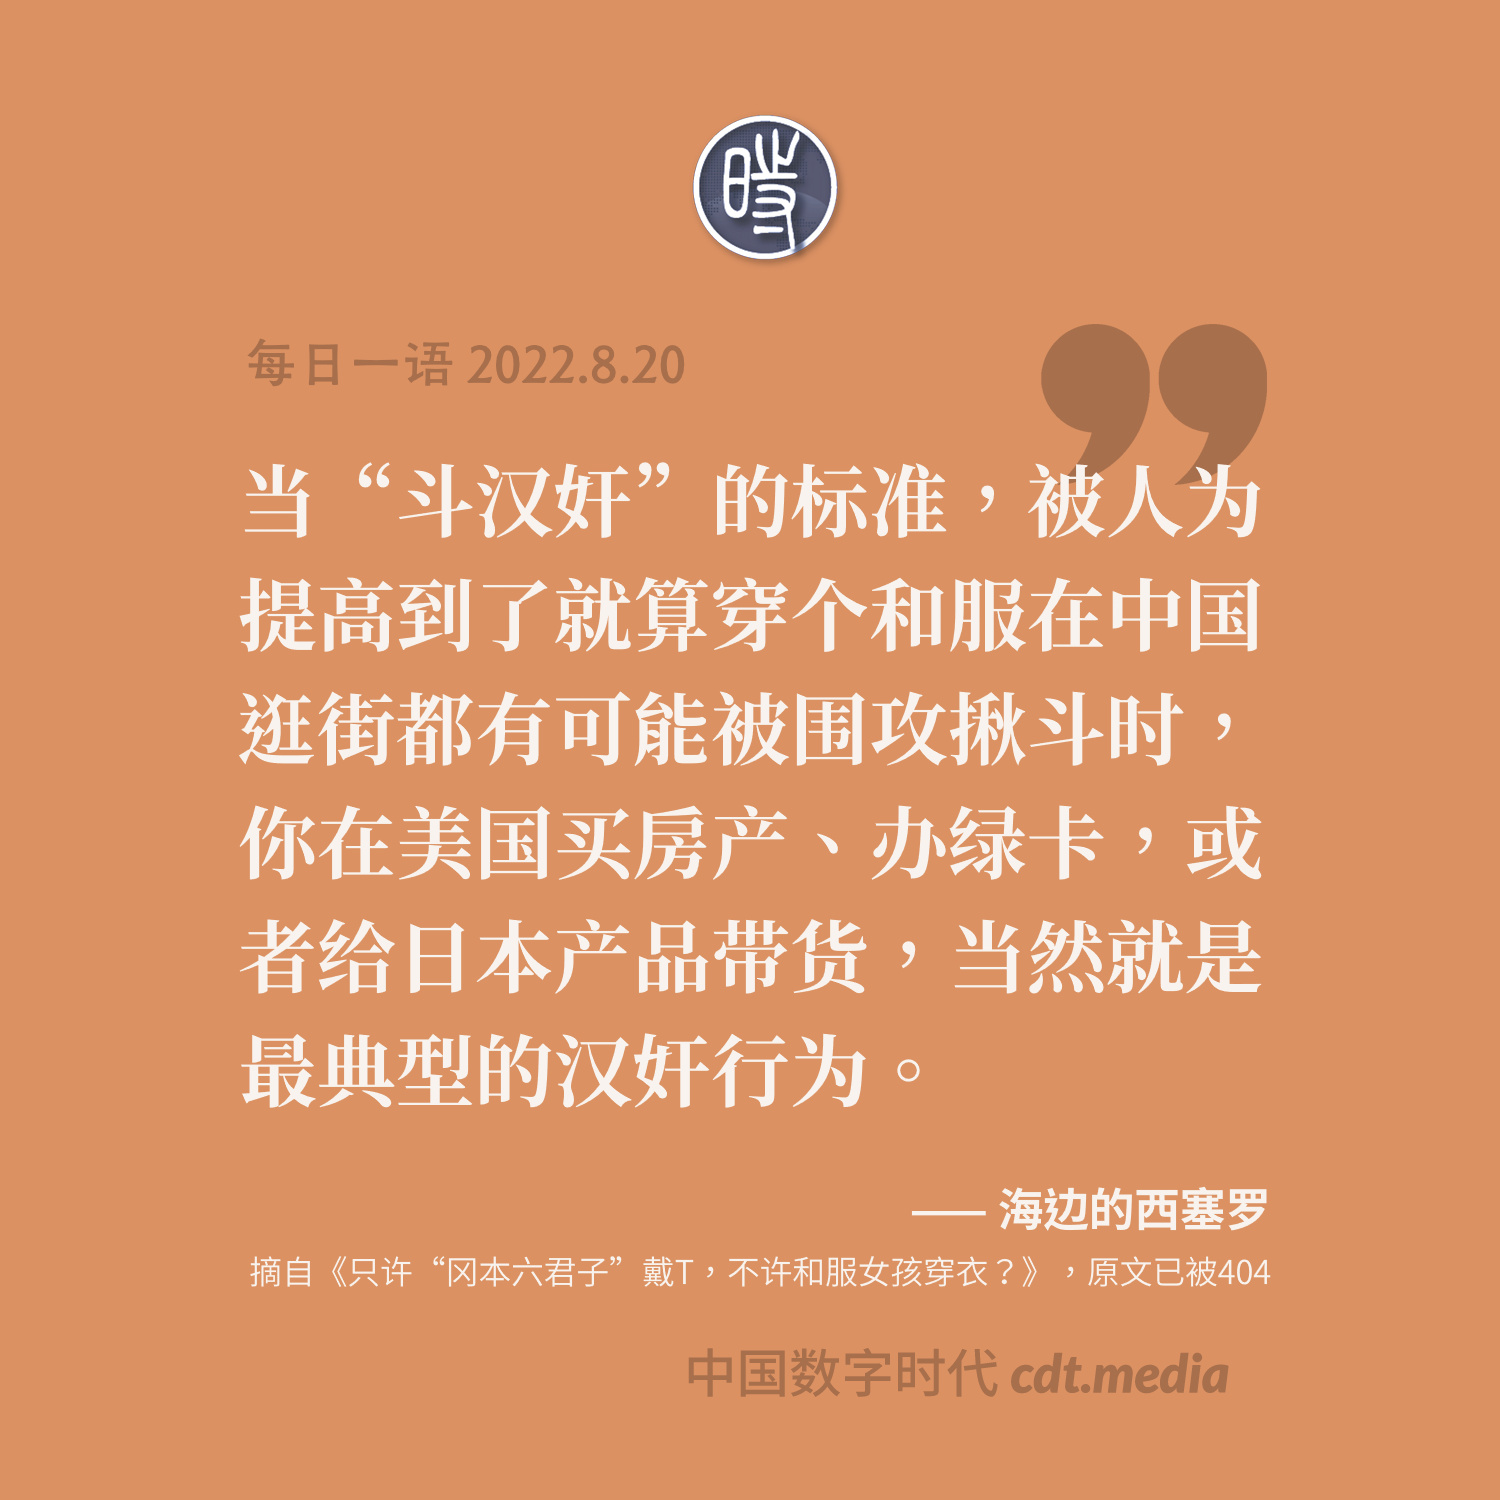 時
每日一语 2022.8.20
当“斗汉奸”的标准，被人为
提高到了就算穿个和服在中国
逛街都有可能被围攻揪斗时，
你在美国买房产、办绿卡，或
者给日本产品带货，当然就是
最典型的汉奸行为。
—— 海边的西塞罗
摘自《只许“冈本六君子”戴T，不许和服女孩穿衣？》，原文已被404
中国数字时代 cdt.media